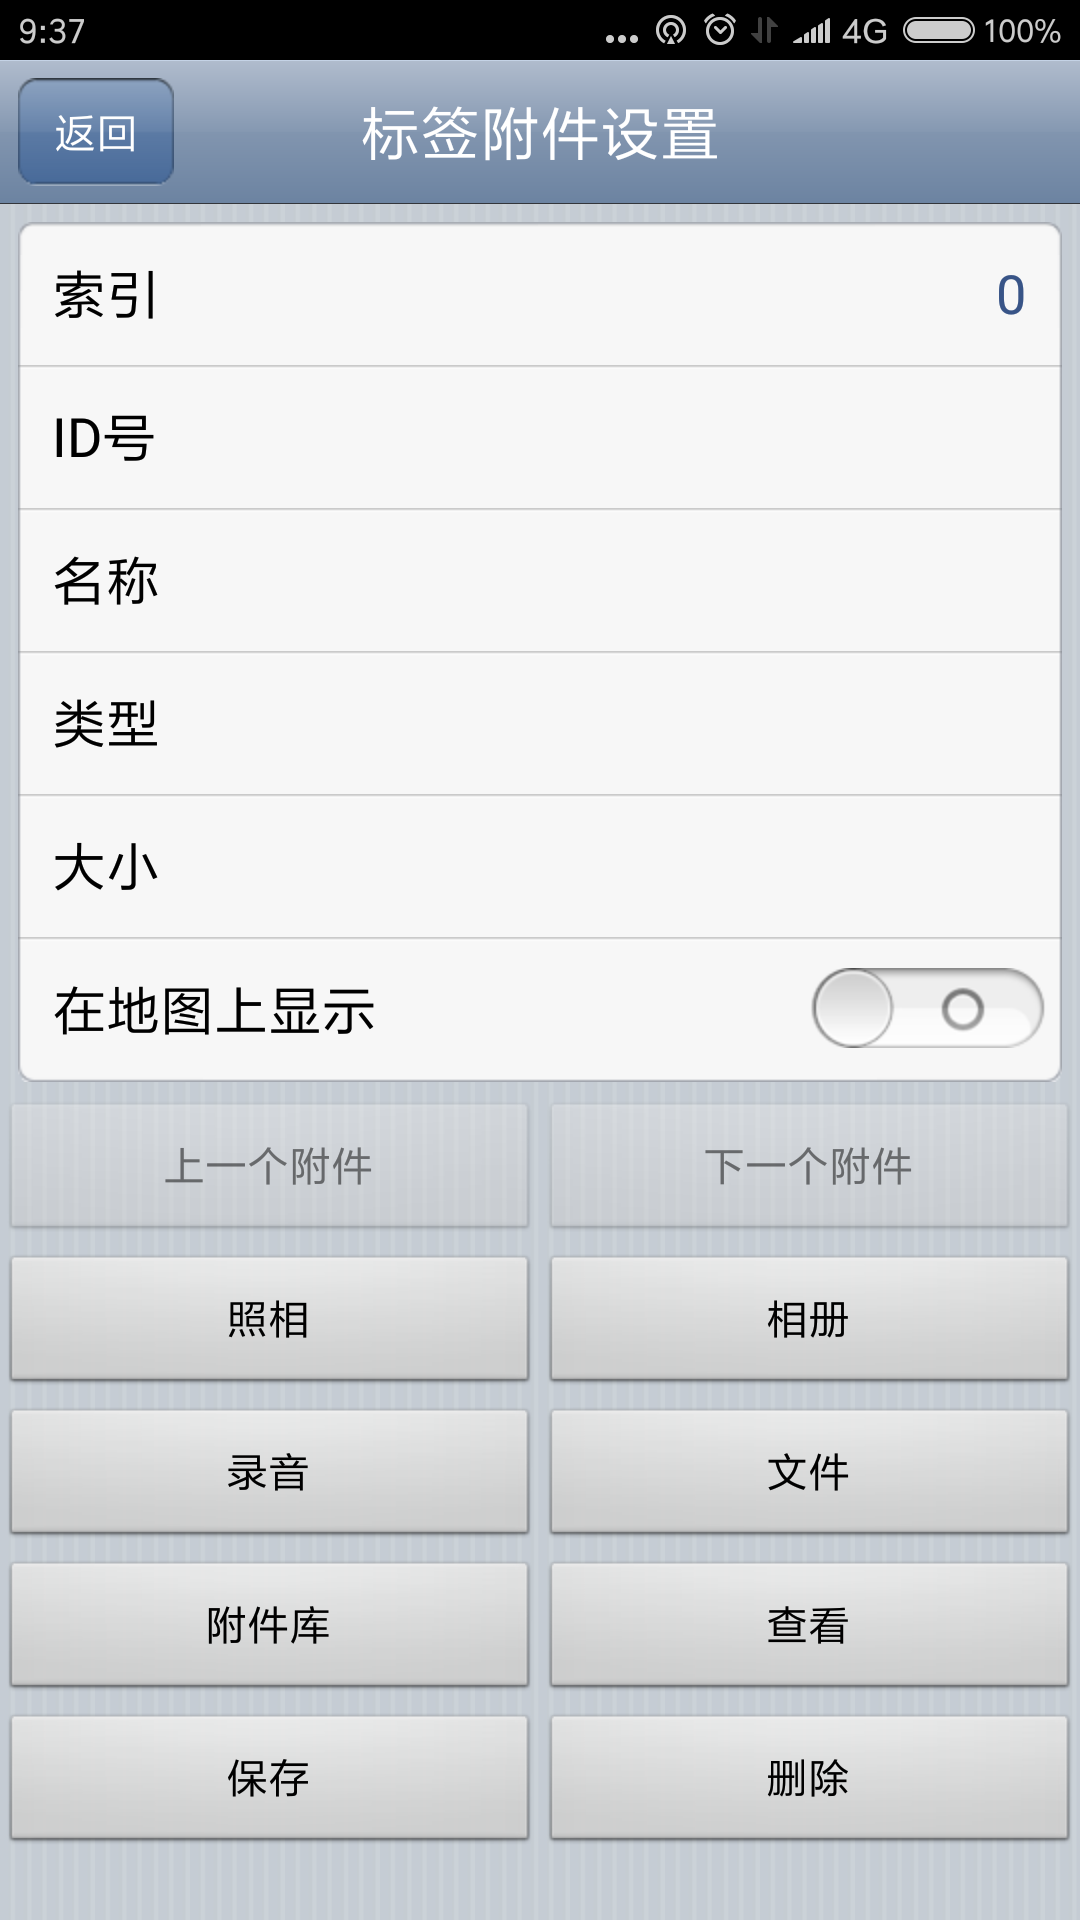 9:37 4G 100%
返回 标签附件设置
索引 0
ID号
名称
类型
大小
在地图上显示
上一个附件 下一个附件
照相 相册
录音 文件
附件库 查看
保存 删除